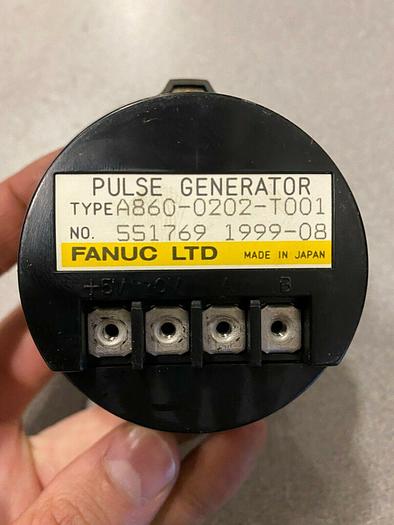 PULSE GENERATOR
TYPE A860-0202-T001
NO. 551769 1999-08
FANUC LTD MADE IN JAPAN
+5V 0V A B